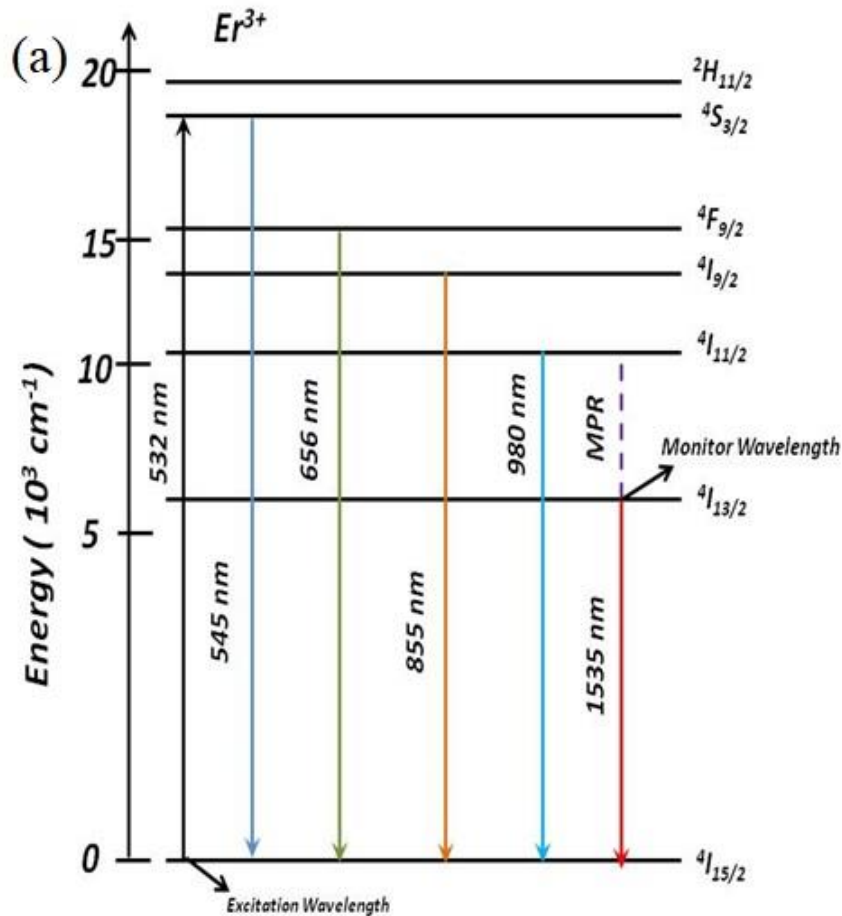 (a)
Er³⁺
20
15
10
5
0
Energy ( 10³ cm⁻¹)
²H₁₁/₂
⁴S₃/₂
⁴F₉/₂
⁴I₉/₂
⁴I₁₁/₂
⁴I₁₃/₂
⁴I₁₅/₂
532 nm
545 nm
656 nm
855 nm
980 nm
MPR
1535 nm
Monitor Wavelength
Excitation Wavelength